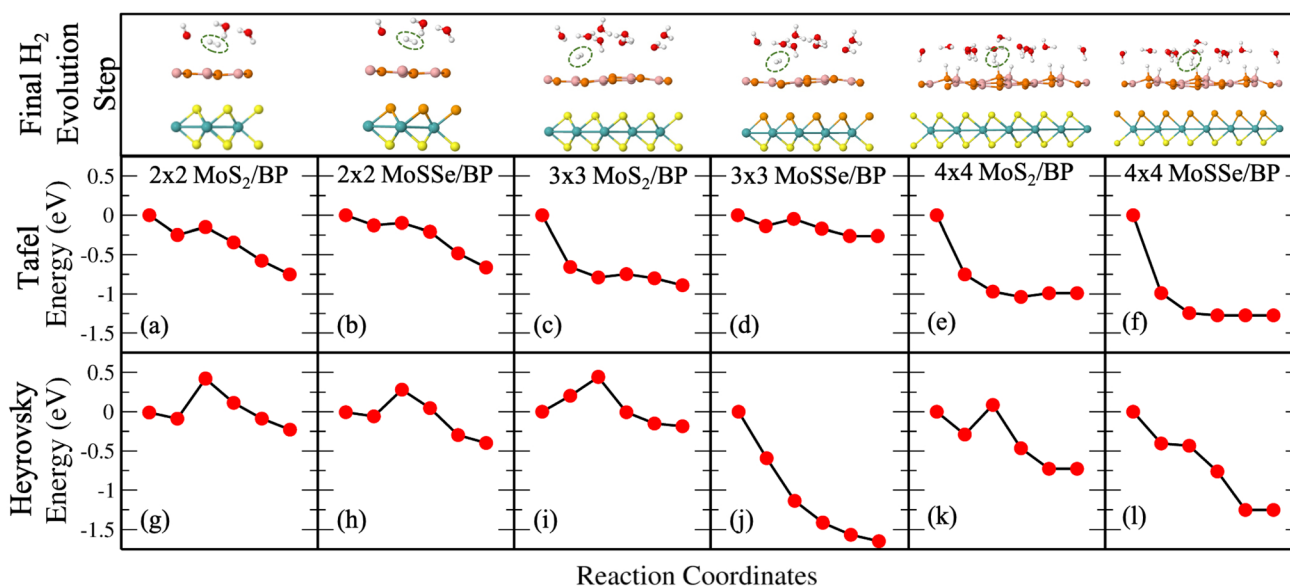 Final H₂
Evolution
Step
2x2 MoS₂/BP
2x2 MoSSe/BP
3x3 MoS₂/BP
3x3 MoSSe/BP
4x4 MoS₂/BP
4x4 MoSSe/BP
Tafel
Energy (eV)
0.5
0
-0.5
-1
-1.5
(a)
(b)
(c)
(d)
(e)
(f)
Heyrovsky
Energy (eV)
0.5
0
-0.5
-1
-1.5
(g)
(h)
(i)
(j)
(k)
(l)
Reaction Coordinates